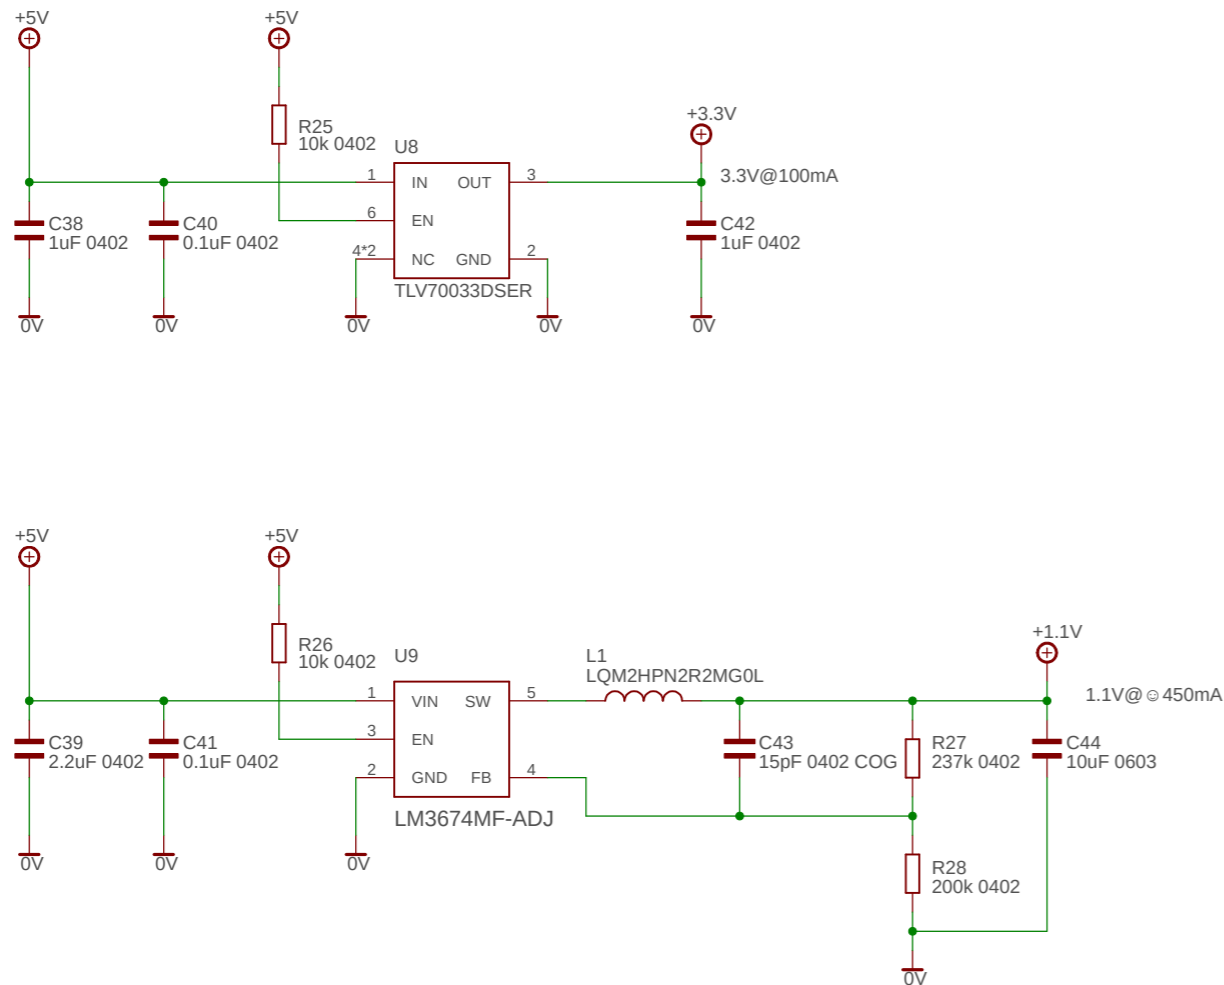 +5V
+5V
R25
10k 0402
U8
+3.3V
3.3V@100mA
1
IN
OUT
3
6
EN
4*2
NC
GND
2
C38
1uF 0402
C40
0.1uF 0402
C42
1uF 0402
TLV70033DSER
0V
0V
0V
0V
0V
+5V
+5V
R26
10k 0402
U9
L1
LQM2HPN2R2MG0L
+1.1V
1.1V@☺450mA
1
VIN
SW
5
3
EN
2
GND
FB
4
C39
2.2uF 0402
C41
0.1uF 0402
C43
15pF 0402 COG
R27
237k 0402
C44
10uF 0603
LM3674MF-ADJ
0V
0V
0V
R28
200k 0402
0V